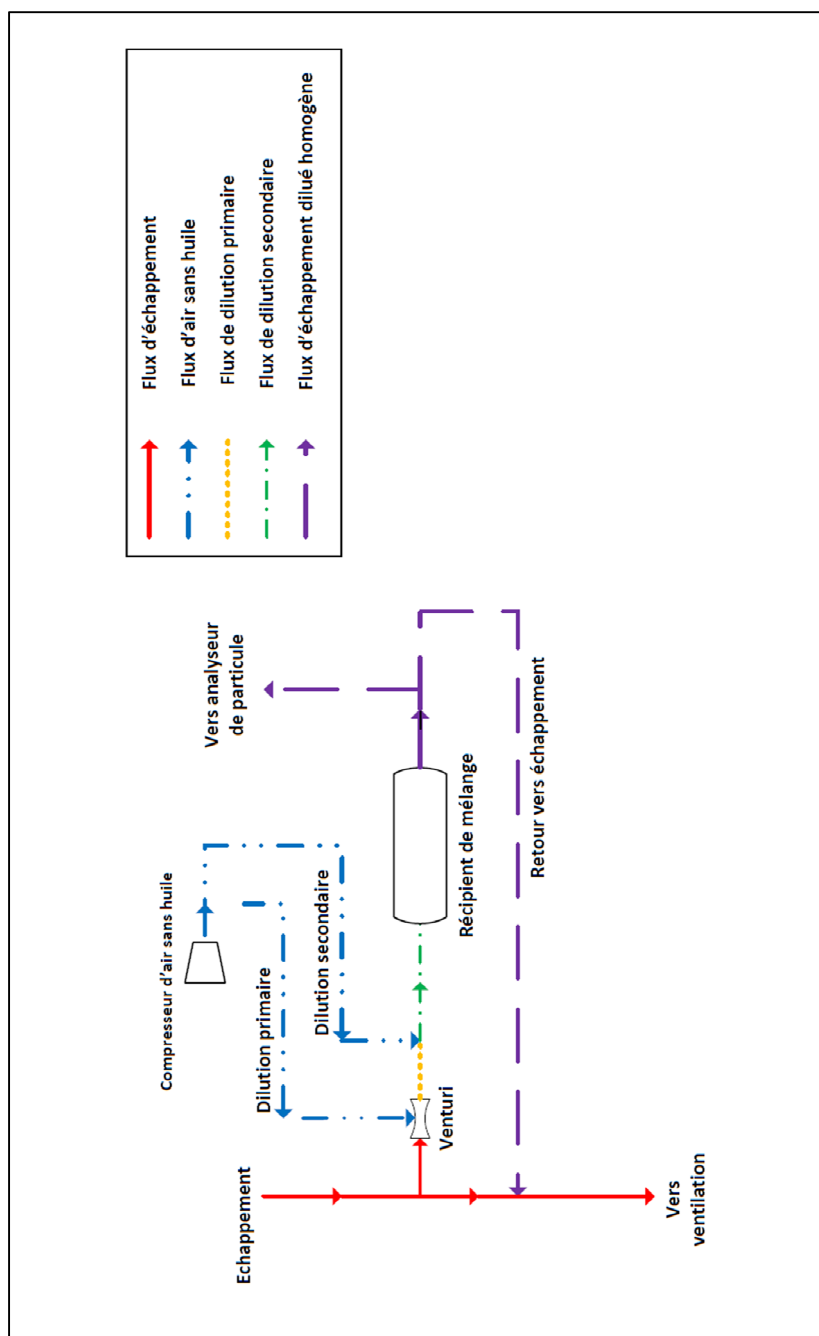 Flux d'échappement
Flux d'air sans huile
Flux de dilution primaire
Flux de dilution secondaire
Flux d'échappement dilué homogène
Compresseur d'air sans huile
Dilution primaire
Dilution secondaire
Vers analyseur
de particule
Echappement
Venturi
Récipient de mélange
Retour vers échappement
Vers
ventilation